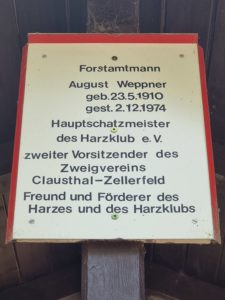 Forstamtmann
August Weppner
geb.23.5.1910
gest.2.12.1974
Hauptschatzmeister
des Harzklub e.V.
zweiter Vorsitzender des
Zweigvereins
Clausthal-Zellerfeld
Freund und Förderer des
Harzes und des Harzklubs